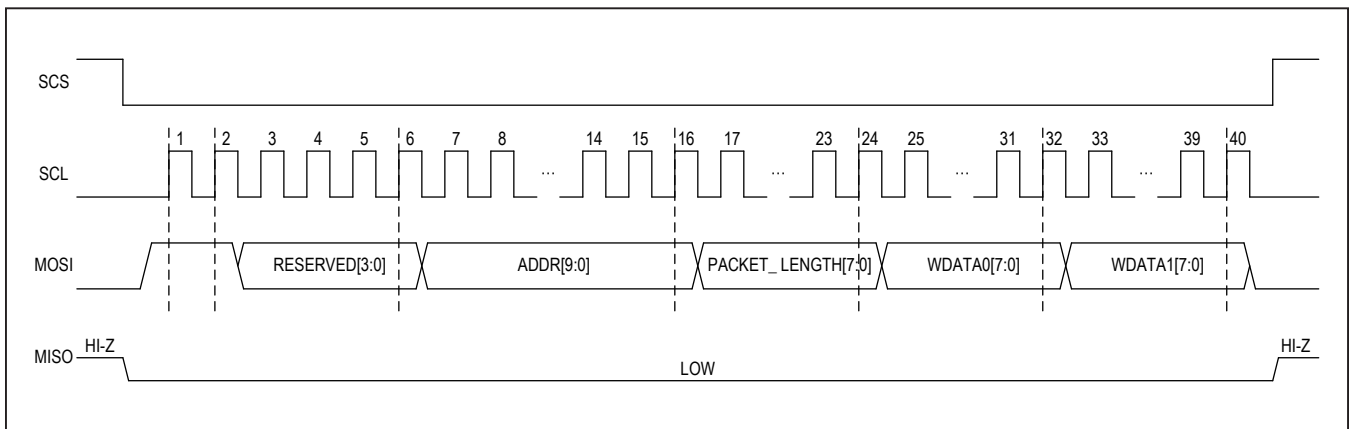 SCS
1 2 3 4 5 6 7 8 14 15 16 17 23 24 25 31 32 33 39 40
SCL ... ... ... ...
MOSI RESERVED[3:0] ADDR[9:0] PACKET_ LENGTH[7:0] WDATA0[7:0] WDATA1[7:0]
HI-Z HI-Z
MISO LOW